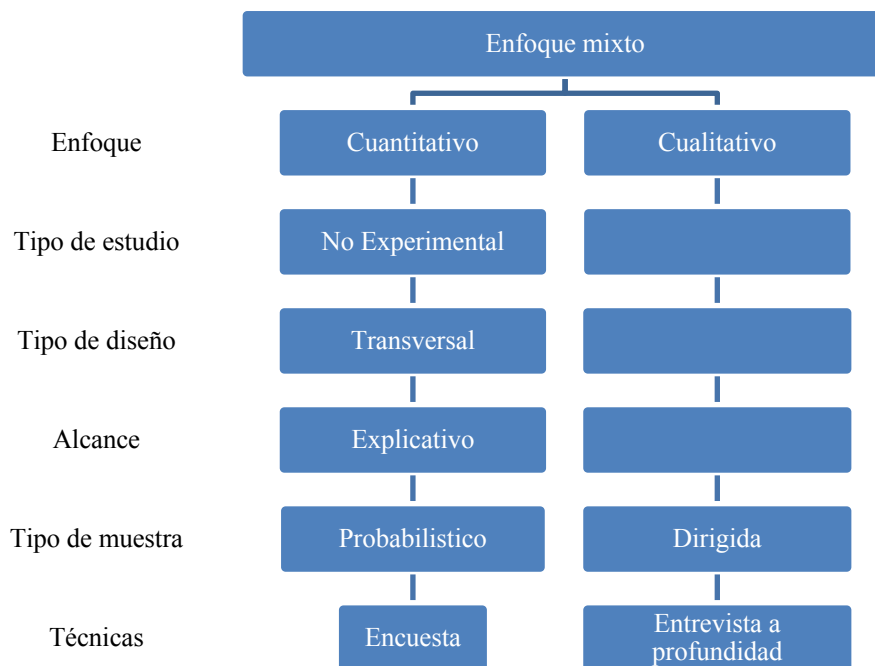 Enfoque mixto
Enfoque Cuantitativo Cualitativo
Tipo de estudio No Experimental
Tipo de diseño Transversal
Alcance Explicativo
Tipo de muestra Probabilistico Dirigida
Técnicas Encuesta Entrevista a
profundidad